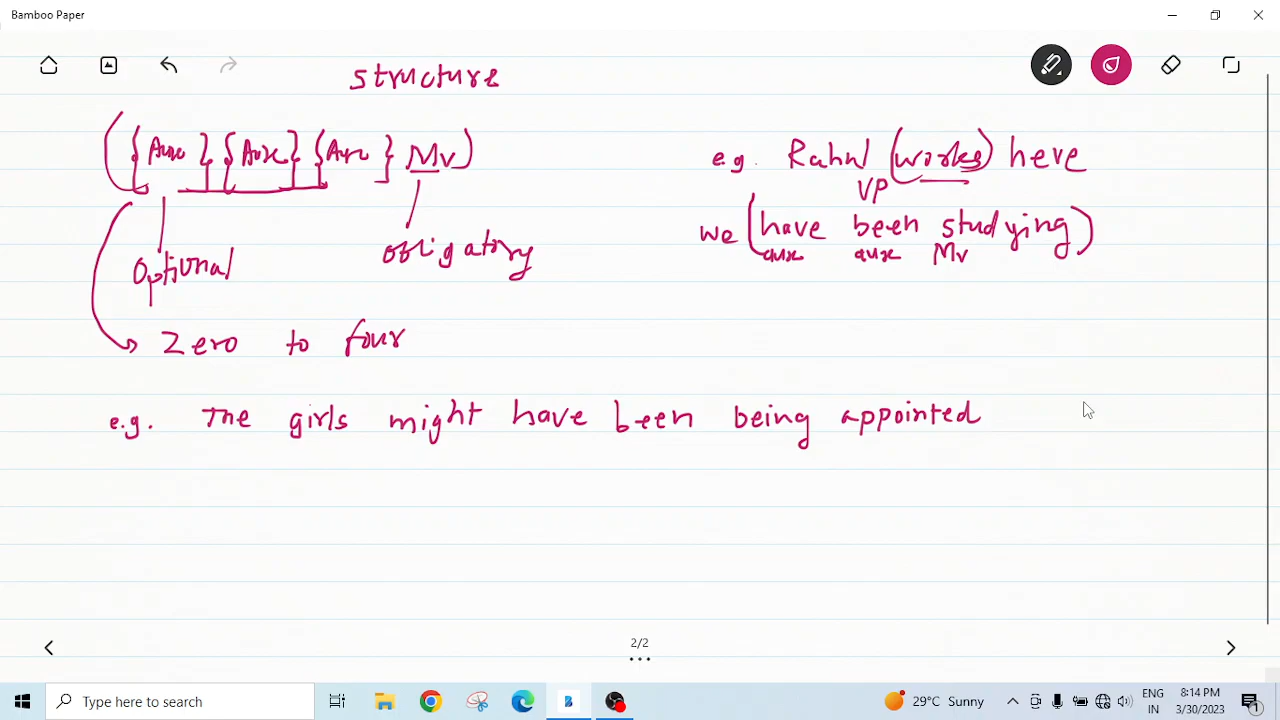 Bamboo Paper
structure
({Aux} {Aux} {Aux} Mv)
e.g. Rahul (works) here
VP
we (have been studying)
aux aux Mv
optional
obligatory
Zero to four
e.g. The girls might have been being appointed
2/2
Type here to search
29°C Sunny
ENG
IN
8:14 PM
3/30/2023